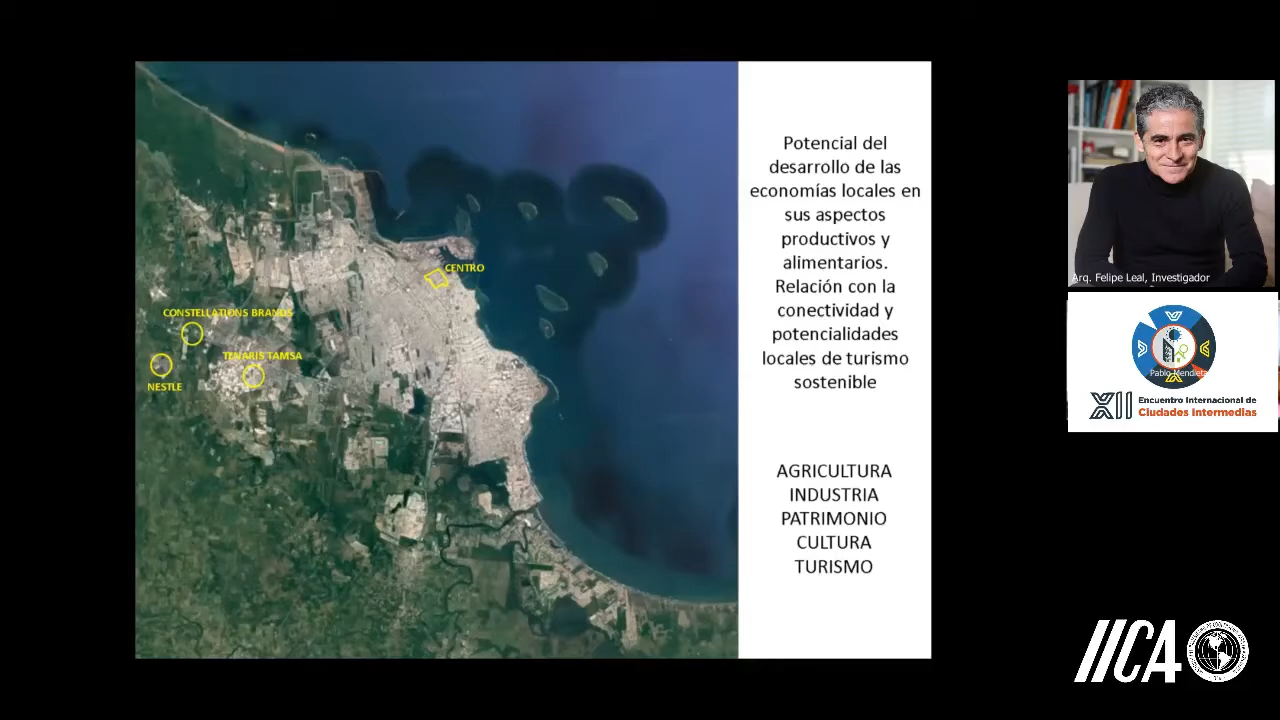 CENTRO
CONSTELLATIONS BRANDS
TENARIS TAMSA
NESTLE
Potencial del
desarrollo de las
economías locales en
sus aspectos
productivos y
alimentarios.
Relación con la
conectividad y
potencialidades
locales de turismo
sostenible
AGRICULTURA
INDUSTRIA
PATRIMONIO
CULTURA
TURISMO
Arq. Felipe Leal, Investigador
Pablo Mendieta
XII Encuentro Internacional de
Ciudades Intermedias
IICA